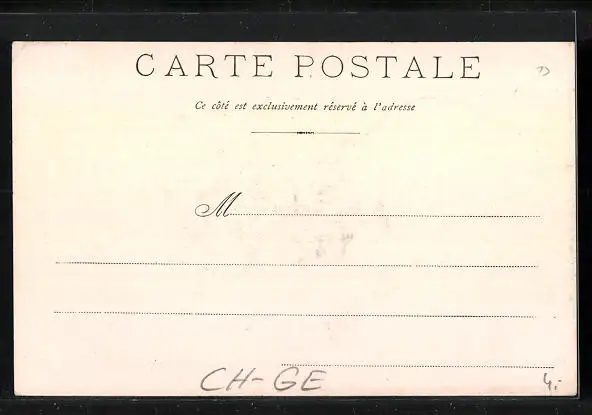 CARTE POSTALE
Ce côté est exclusivement réservé à l'adresse
M
CH-GE
4.-